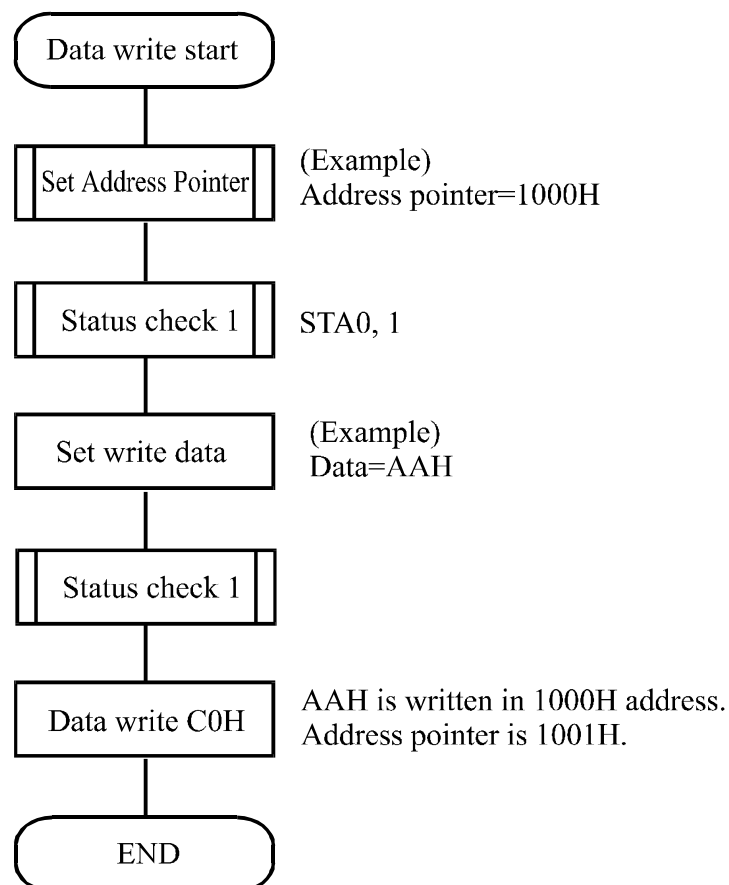 Data write start
Set Address Pointer
(Example)
Address pointer=1000H
Status check 1
STA0, 1
Set write data
(Example)
Data=AAH
Status check 1
Data write C0H
AAH is written in 1000H address.
Address pointer is 1001H.
END